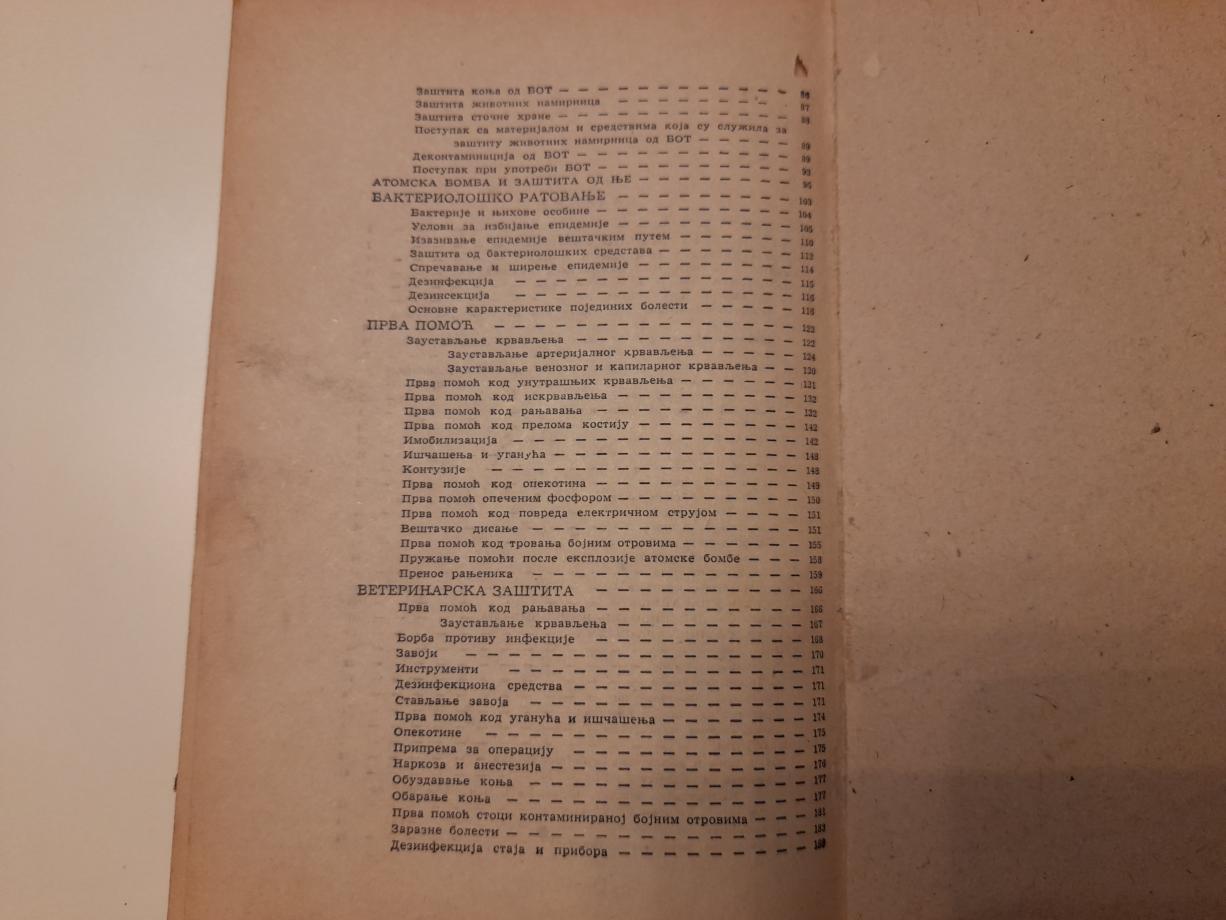 Заштита коња од БОТ — — — — — — — — — — — 86
Заштита животних намирница — — — — — — — 87
Заштита сточне хране — — — — — — — — — — — 88
Поступак са материјалом и средствима која су служила за
заштиту животних намирница од БОТ — — — — — 89
Деконтаминација од БОТ — — — — — — — — — — 89
Поступак при употреби БОТ — — — — — — — — — 93
АТОМСКА БОМБА И ЗАШТИТА ОД ЊЕ — — — — — — — — 95
БАКТЕРИОЛОШКО РАТОВАЊЕ — — — — — — — — — 103
Бактерије и њихове особине — — — — — — — — — 104
Услови за избијање епидемије — — — — — — — — — 105
Изазивање епидемије вештачким путем — — — — — — 110
Заштита од бактериолошких средстава — — — — — — — 112
Спречавање и ширење епидемије — — — — — — — — 114
Дезинфекција — — — — — — — — — — — — — — 115
Дезинсекција — — — — — — — — — — — — — — 116
Основне карактеристике појединих болести — — — — — 116
ПРВА ПОМОЋ — — — — — — — — — — — — — — — 122
Заустављање крвављења — — — — — — — — — — — 122
Заустављање артеријалног крвављења — — — — — 124
Заустављање венозног и капиларног крвављења — — 130
Прва помоћ код унутрашњих крвављења — — — — — — 131
Прва помоћ код искрвављења — — — — — — — — — 132
Прва помоћ код рањавања — — — — — — — — — — 132
Прва помоћ код прелома костију — — — — — — — — 142
Имобилизација — — — — — — — — — — — — — — 142
Ишчашења и уганућа — — — — — — — — — — — — 148
Контузије — — — — — — — — — — — — — — — 148
Прва помоћ код опекотина — — — — — — — — — — 149
Прва помоћ опеченим фосфором — — — — — — — — — 150
Прва помоћ код повреда електричном струјом — — — — 151
Вештачко дисање — — — — — — — — — — — — — 151
Прва помоћ код тровања бојним отровима — — — — — — 155
Пружање помоћи после експлозије атомске бомбе — — — 158
Пренос рањеника — — — — — — — — — — — — — 159
ВЕТЕРИНАРСКА ЗАШТИТА — — — — — — — — — — 166
Прва помоћ код рањавања — — — — — — — — — — 166
Заустављање крвављења — — — — — — — — — 167
Борба противу инфекције — — — — — — — — — — 168
Завоји — — — — — — — — — — — — — — — — 170
Инструменти — — — — — — — — — — — — — — 171
Дезинфекциона средства — — — — — — — — — — — 171
Стављање завоја — — — — — — — — — — — — — 171
Прва помоћ код уганућа и ишчашења — — — — — — — 174
Опекотине — — — — — — — — — — — — — — — 175
Припрема за операцију — — — — — — — — — — — 175
Наркоза и анестезија — — — — — — — — — — — — 176
Обуздавање коња — — — — — — — — — — — — — 177
Обарање коња — — — — — — — — — — — — — — 177
Прва помоћ стоци контаминираној бојним отровима — — — 181
Заразне болести — — — — — — — — — — — — — — 183
Дезинфекција стаја и прибора — — — — — — — — —